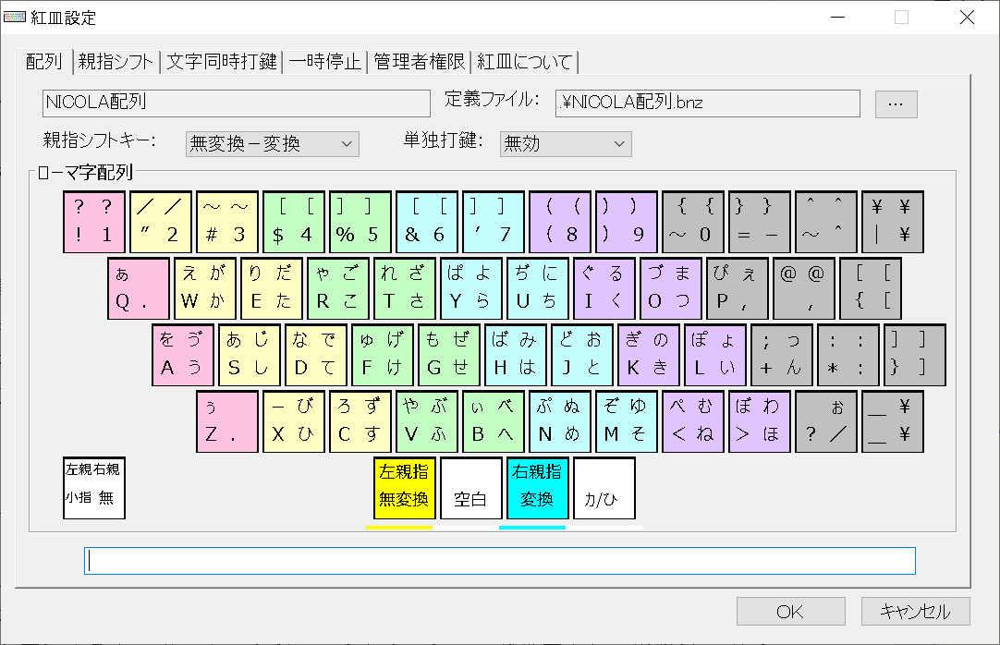 紅皿設定
配列 親指シフト 文字同時打鍵 一時停止 管理者権限 紅皿について
NICOLA配列 定義ファイル: .¥NICOLA配列.bnz ...
親指シフトキー: 無変換－変換 単独打鍵: 無効
ローマ字配列
? ? ／ ／ ～ ～ [ [ ] ] [ [ ] ] ( ( ) ) { { } } ＾ ＾ ¥ ¥
! 1 ” 2 # 3 $ 4 % 5 & 6 ’ 7 ( 8 ) 9 ～ 0 = － ～ ＾ | ¥
ぁ え が り だ ゃ ご れ ざ ぱ よ ぢ に ぐ る づ ま ぴ ぇ @ @ [ [
Q . W か E た R こ T さ Y ら U ち I く O つ P , , { [
を ゔ あ じ な で ゅ げ も ぜ ば み ど お ぎ の ぽ ょ ; っ : : ] ]
A う S し D て F け G せ H は J と K き L い + ん * : } ]
ぅ ー び ろ ず や ぶ ぃ べ ぷ ぬ ぞ ゆ ぺ む ぼ わ ぉ ＿ ¥
Z . X ひ C す V ふ B へ N め M そ < ね > ほ ? ／ ＿ ¥
左親右親 左親指 右親指
小指 無 無変換 空白 変換 カ/ひ
OK キャンセル